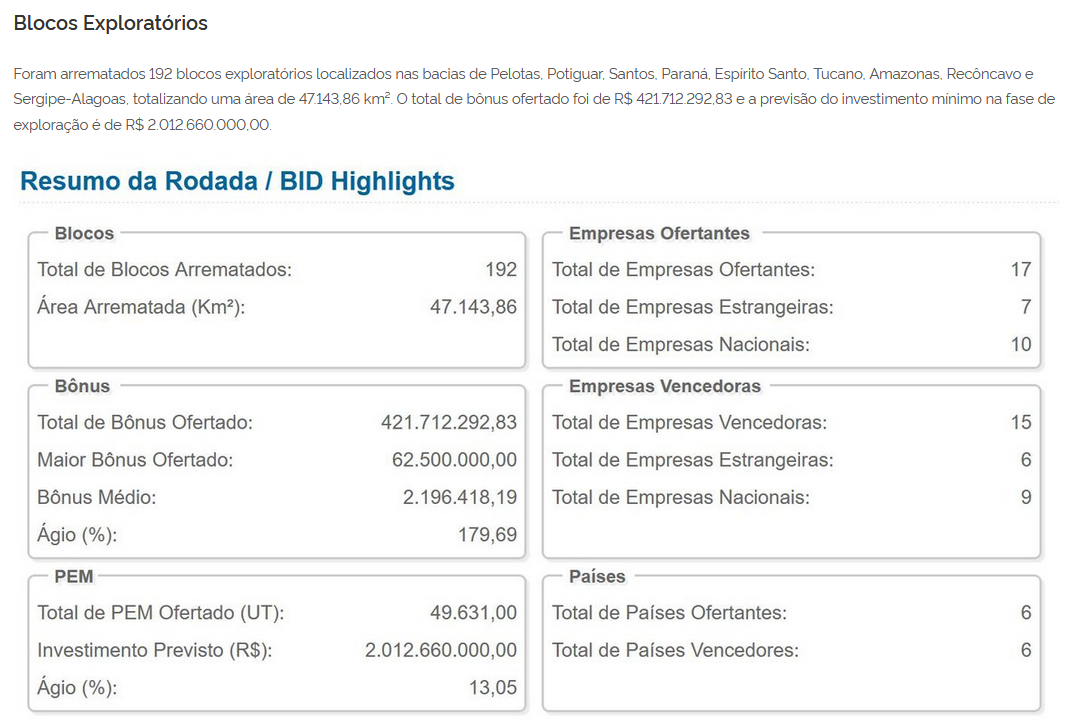 Blocos Exploratórios
Foram arrematados 192 blocos exploratórios localizados nas bacias de Pelotas, Potiguar, Santos, Paraná, Espírito Santo, Tucano, Amazonas, Recôncavo e
Sergipe-Alagoas, totalizando uma área de 47.143,86 km². O total de bônus ofertado foi de R$ 421.712.292,83 e a previsão do investimento mínimo na fase de
exploração é de R$ 2.012.660.000,00.
Resumo da Rodada / BID Highlights
Blocos
Total de Blocos Arrematados: 192
Área Arrematada (Km²): 47.143,86
Empresas Ofertantes
Total de Empresas Ofertantes: 17
Total de Empresas Estrangeiras: 7
Total de Empresas Nacionais: 10
Bônus
Total de Bônus Ofertado: 421.712.292,83
Maior Bônus Ofertado: 62.500.000,00
Bônus Médio: 2.196.418,19
Ágio (%): 179,69
Empresas Vencedoras
Total de Empresas Vencedoras: 15
Total de Empresas Estrangeiras: 6
Total de Empresas Nacionais: 9
PEM
Total de PEM Ofertado (UT): 49.631,00
Investimento Previsto (R$): 2.012.660.000,00
Ágio (%): 13,05
Países
Total de Países Ofertantes: 6
Total de Países Vencedores: 6